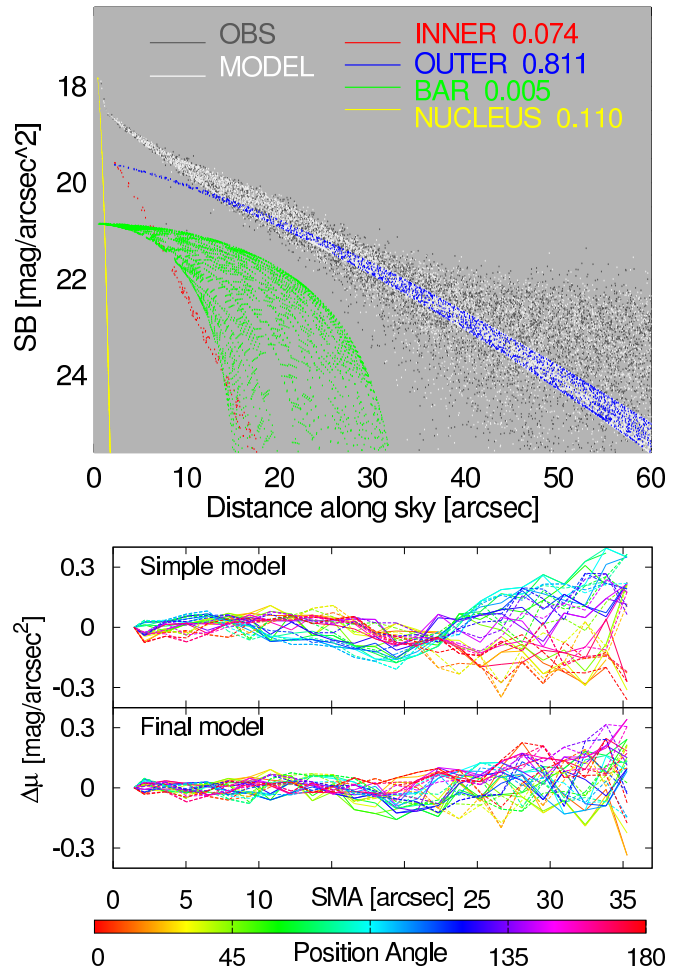 OBS
MODEL
INNER 0.074
OUTER 0.811
BAR 0.005
NUCLEUS 0.110
18
20
22
24
SB [mag/arcsec^2]
0 10 20 30 40 50 60
Distance along sky [arcsec]
Simple model
0.3
0
-0.3
Final model
0.3
0
-0.3
Δμ [mag/arcsec²]
0 5 10 SMA [arcsec] 25 30 35
0 45 Position Angle 135 180